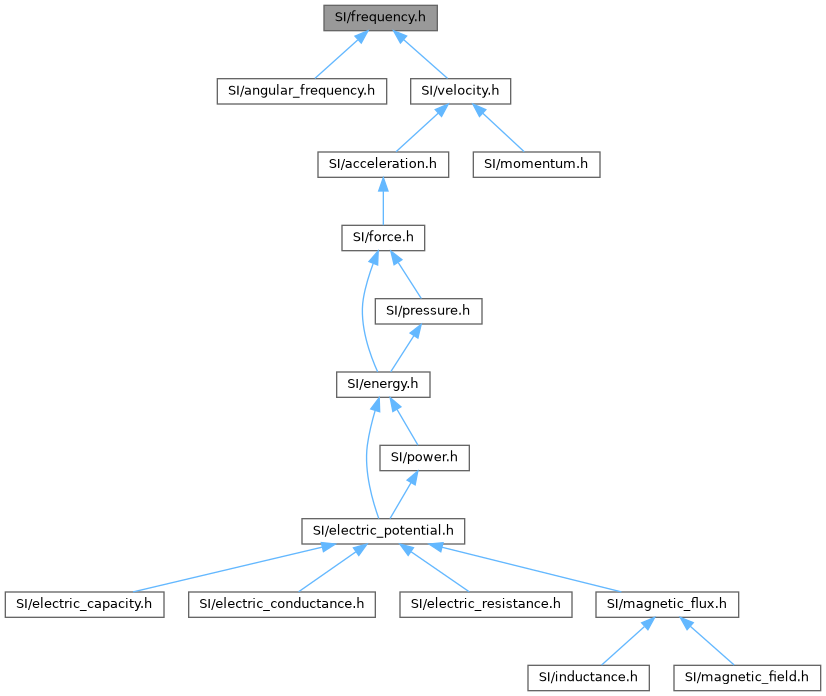 SI/frequency.h
SI/angular_frequency.h
SI/velocity.h
SI/acceleration.h
SI/momentum.h
SI/force.h
SI/pressure.h
SI/energy.h
SI/power.h
SI/electric_potential.h
SI/electric_capacity.h
SI/electric_conductance.h
SI/electric_resistance.h
SI/magnetic_flux.h
SI/inductance.h
SI/magnetic_field.h